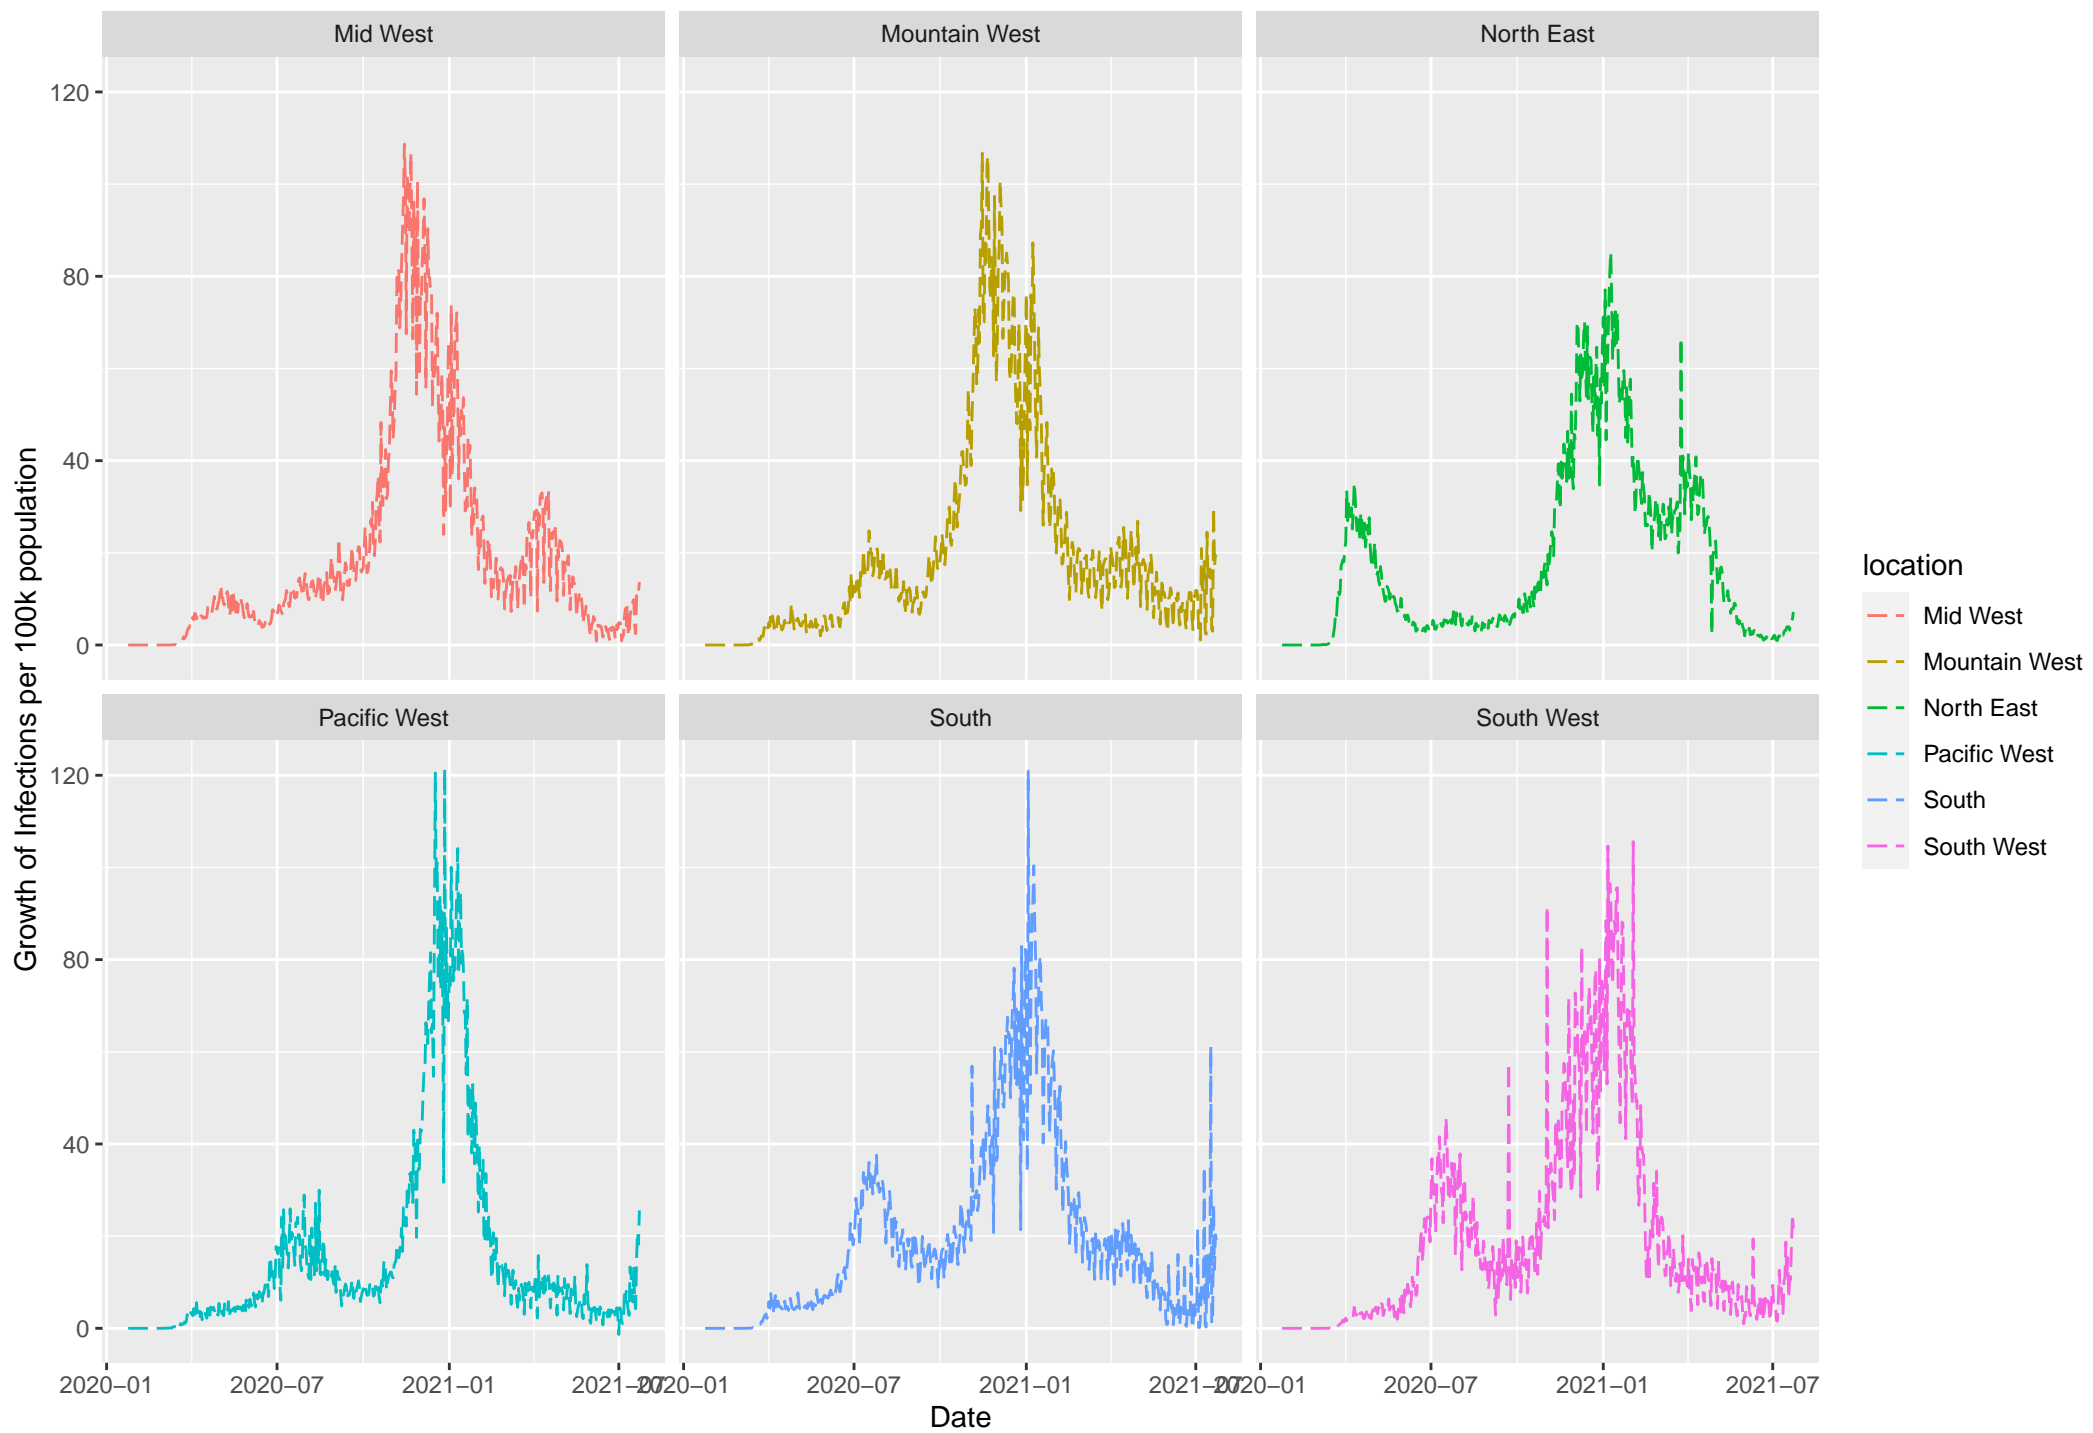 Mid West
Mountain West
North East
120
80
40
0
Pacific West
South
South West
120
80
40
0
2020−01
2020−07
2021−01
2021−07
2020−01
2020−07
2021−01
2021−07
2020−01
2020−07
2021−01
2021−07
Date
Growth of Infections per 100k population
location
Mid West
Mountain West
North East
Pacific West
South
South West